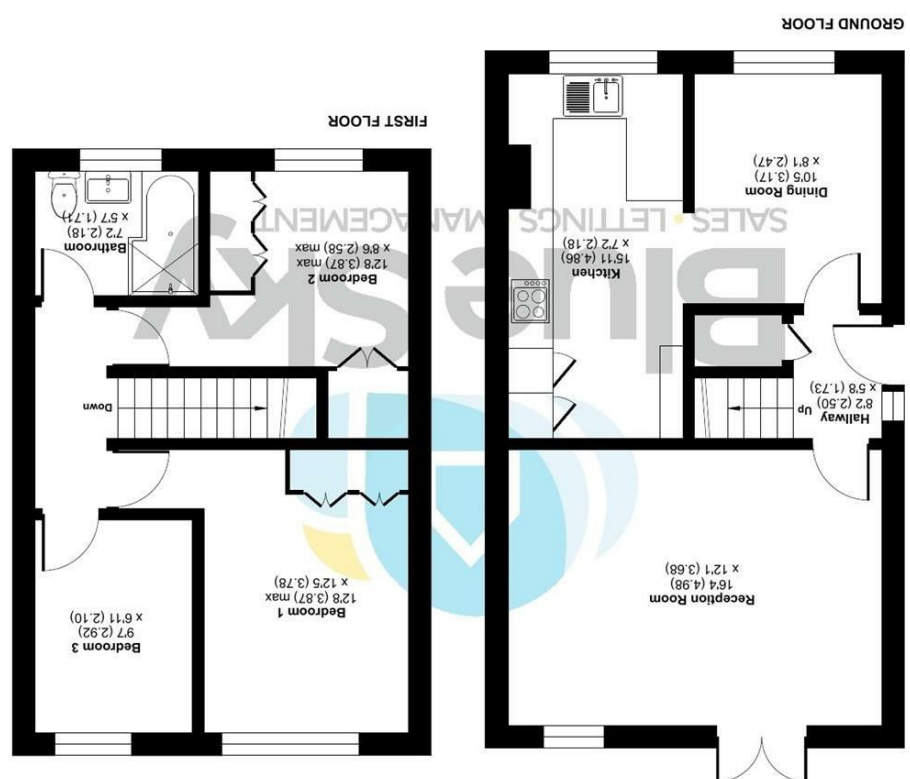 Reception Room
16'4 (4.98)
x 12'1 (3.68)
Hallway
8'2 (2.50)
x 5'8 (1.73)
Up
Kitchen
15'11 (4.86)
x 7'2 (2.18)
Dining Room
10'5 (3.17)
x 8'1 (2.47)
GROUND FLOOR
Bedroom 1
12'8 (3.87) max
x 12'5 (3.78)
Bedroom 3
9'7 (2.92)
x 6'11 (2.10)
Down
Bedroom 2
12'8 (3.87) max
x 8'6 (2.58) max
Bathroom
7'2 (2.18)
x 5'7 (1.71)
FIRST FLOOR
BlueSky
SALES • LETTINGS • MANAGEMENT